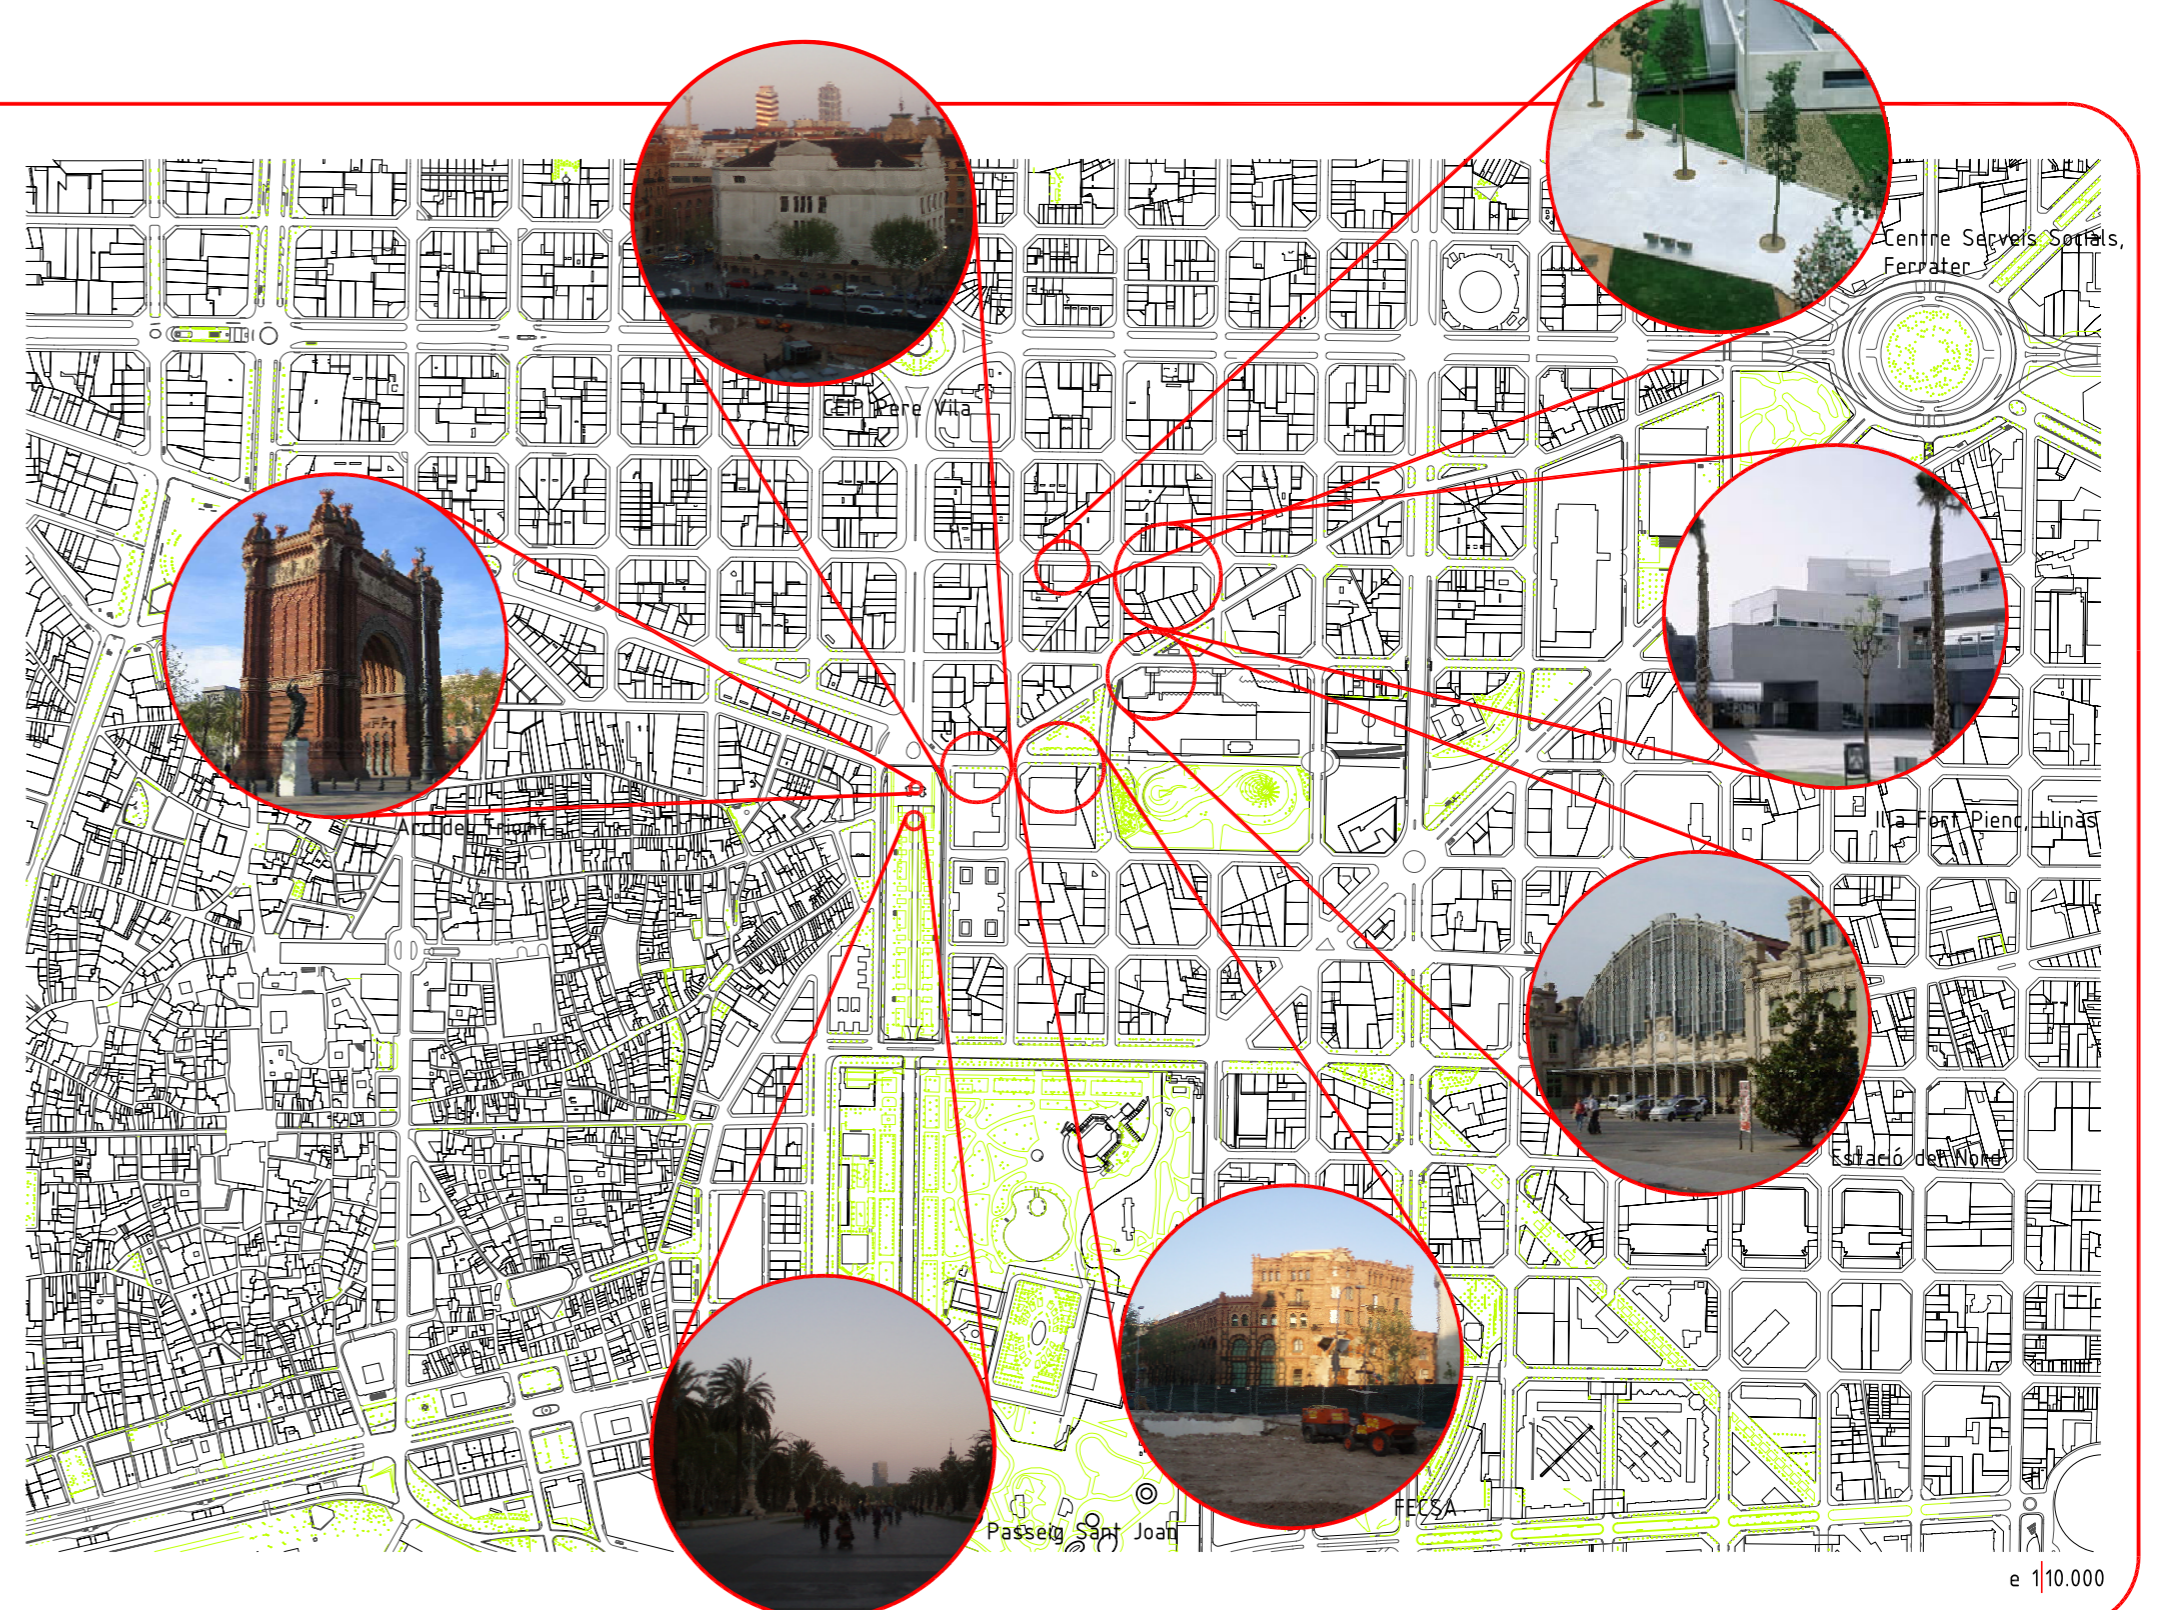 Centre Serveis Socials,
Ferrater
CEIP Pere Vila
Arc de Triomf
Illa Fort Pienc, Llinàs
Estació del Nord
FECSA
Passeig Sant Joan
e 1|10.000